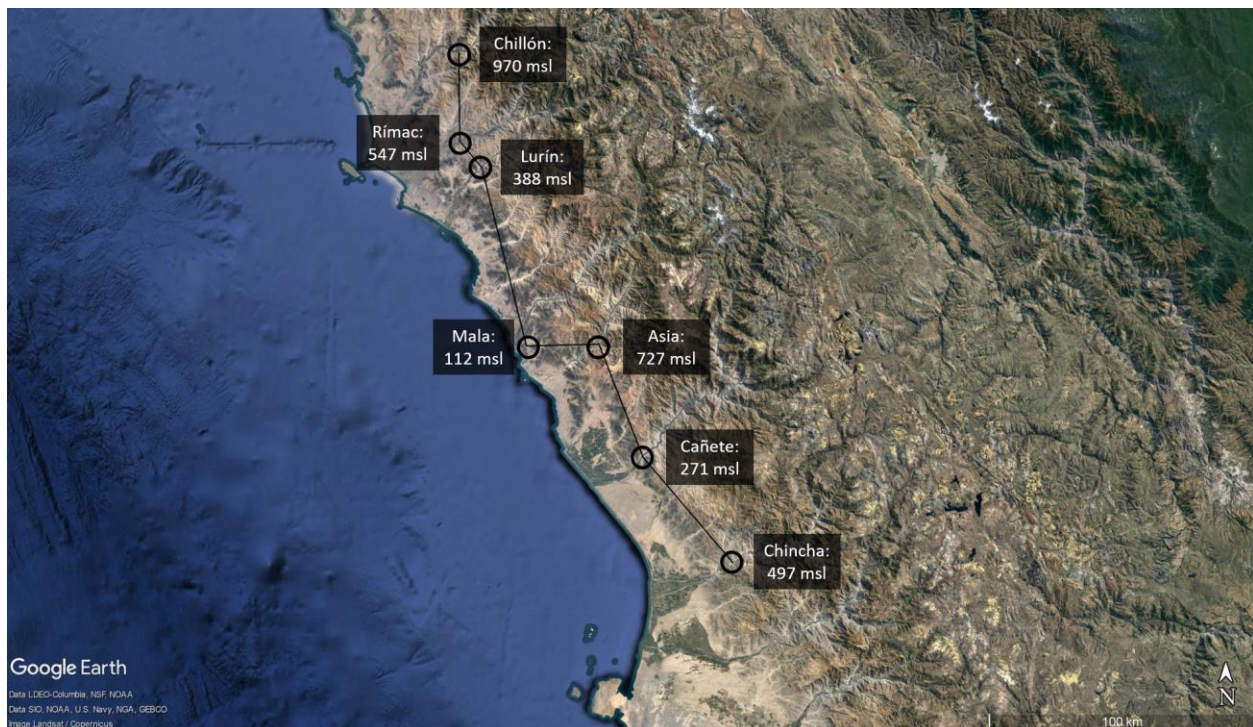 Chillón:
970 msl
Rímac:
547 msl
Lurín:
388 msl
Mala:
112 msl
Asia:
727 msl
Cañete:
271 msl
Chincha:
497 msl
Google Earth
Data LDEO-Columbia, NSF, NOAA
Data SIO, NOAA, U.S. Navy, NGA, GEBCO
Image Landsat / Copernicus
N
100 km